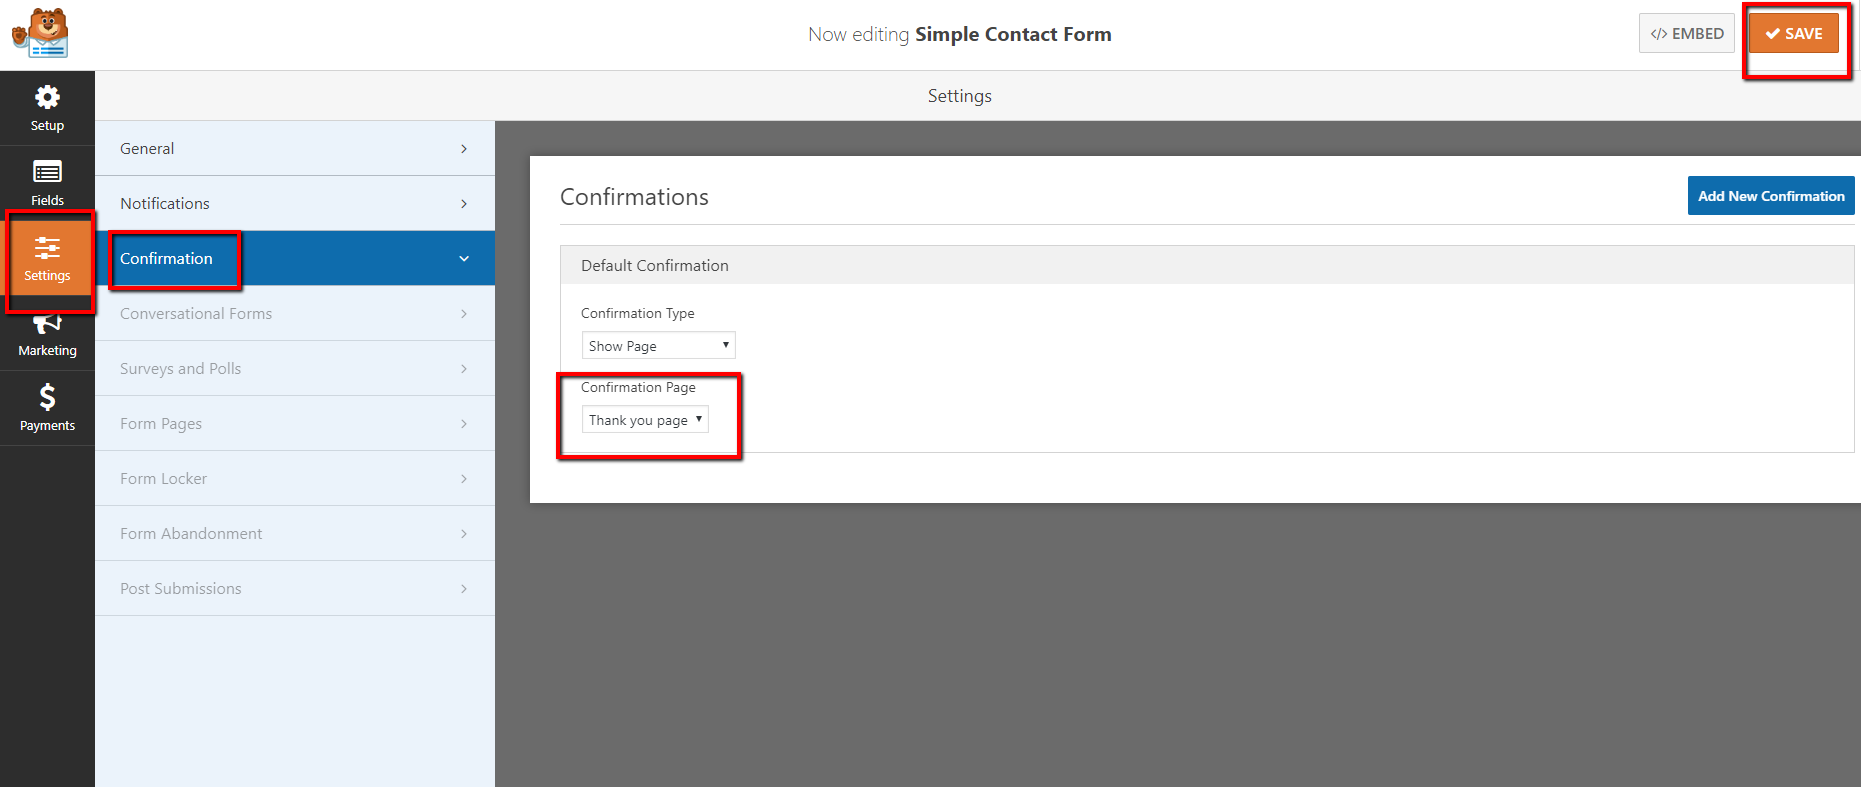 Now editing Simple Contact Form
</> EMBED
SAVE
Settings
Setup
Fields
Settings
Marketing
Payments
General
Notifications
Confirmation
Conversational Forms
Surveys and Polls
Form Pages
Form Locker
Form Abandonment
Post Submissions
Confirmations
Add New Confirmation
Default Confirmation
Confirmation Type
Show Page
Confirmation Page
Thank you page